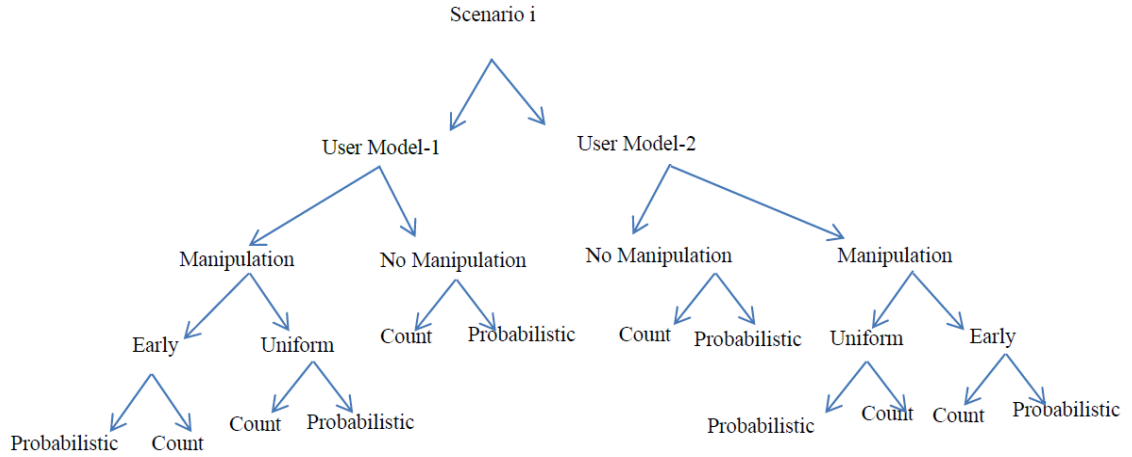 Scenario i
User Model-1
User Model-2
Manipulation
No Manipulation
No Manipulation
Manipulation
Early
Uniform
Count
Probabilistic
Count
Probabilistic
Uniform
Early
Probabilistic
Count
Count
Probabilistic
Probabilistic
Count
Count
Probabilistic